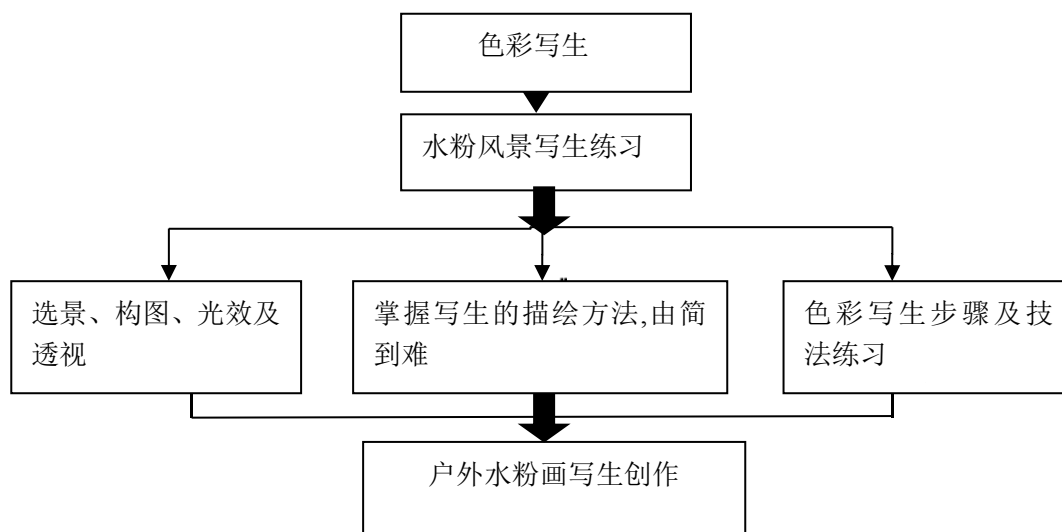 色彩写生
水粉风景写生练习
选景、构图、光效及
透视
掌握写生的描绘方法,由简
到难
色彩写生步骤及技
法练习
户外水粉画写生创作